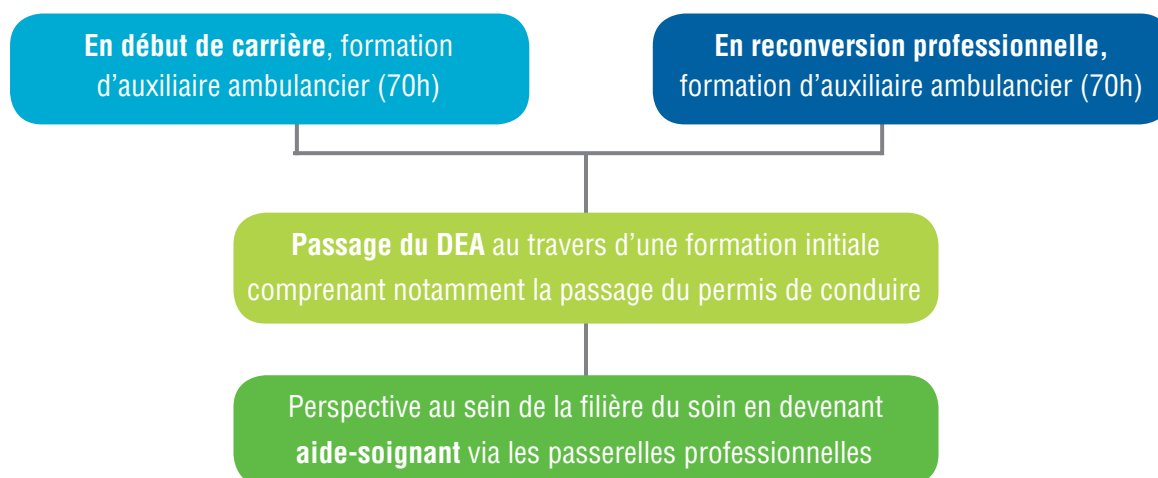 En début de carrière, formation
d'auxiliaire ambulancier (70h)
En reconversion professionnelle,
formation d'auxiliaire ambulancier (70h)
Passage du DEA au travers d'une formation initiale
comprenant notamment la passage du permis de conduire
Perspective au sein de la filière du soin en devenant
aide-soignant via les passerelles professionnelles